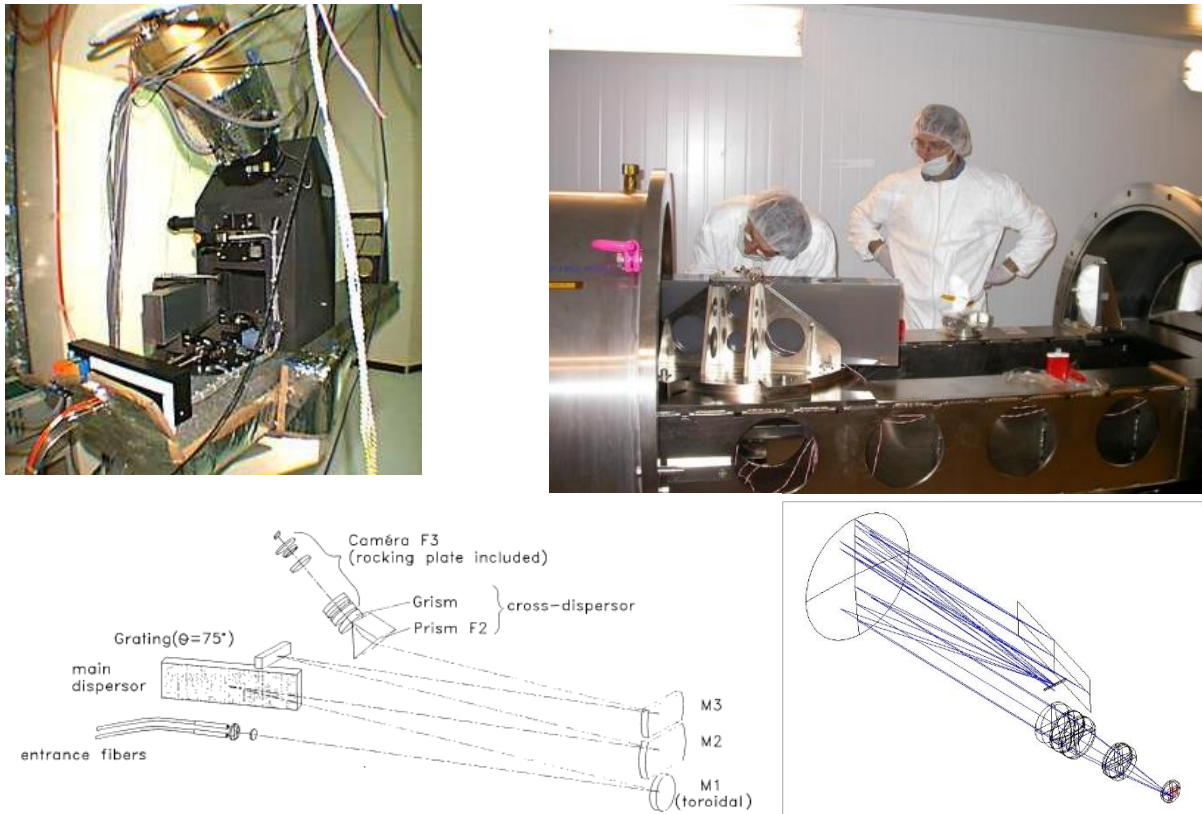 Caméra F3
(rocking plate included)
Grism
Prism F2
cross-dispersor
Grating(Θ=75°)
main
dispersor
entrance fibers
M3
M2
M1
(toroidal)